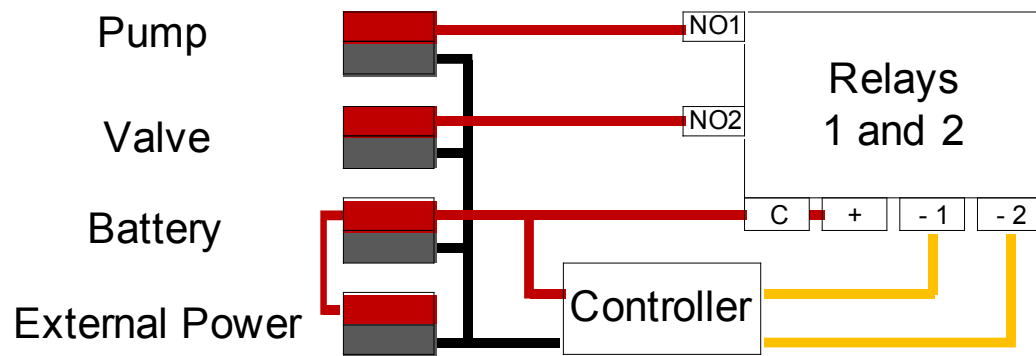 Pump
NO1
Relays
1 and 2
Valve
NO2
Battery
C
+
- 1
- 2
External Power
Controller